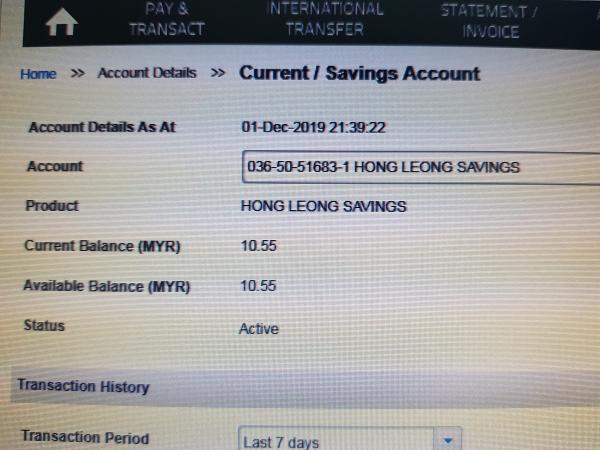 PAY & TRANSACT
INTERNATIONAL TRANSFER
STATEMENT / INVOICE
Home >> Account Details >> Current / Savings Account
Account Details As At 01-Dec-2019 21:39:22
Account 036-50-51683-1 HONG LEONG SAVINGS
Product HONG LEONG SAVINGS
Current Balance (MYR) 10.55
Available Balance (MYR) 10.55
Status Active
Transaction History
Transaction Period Last 7 days